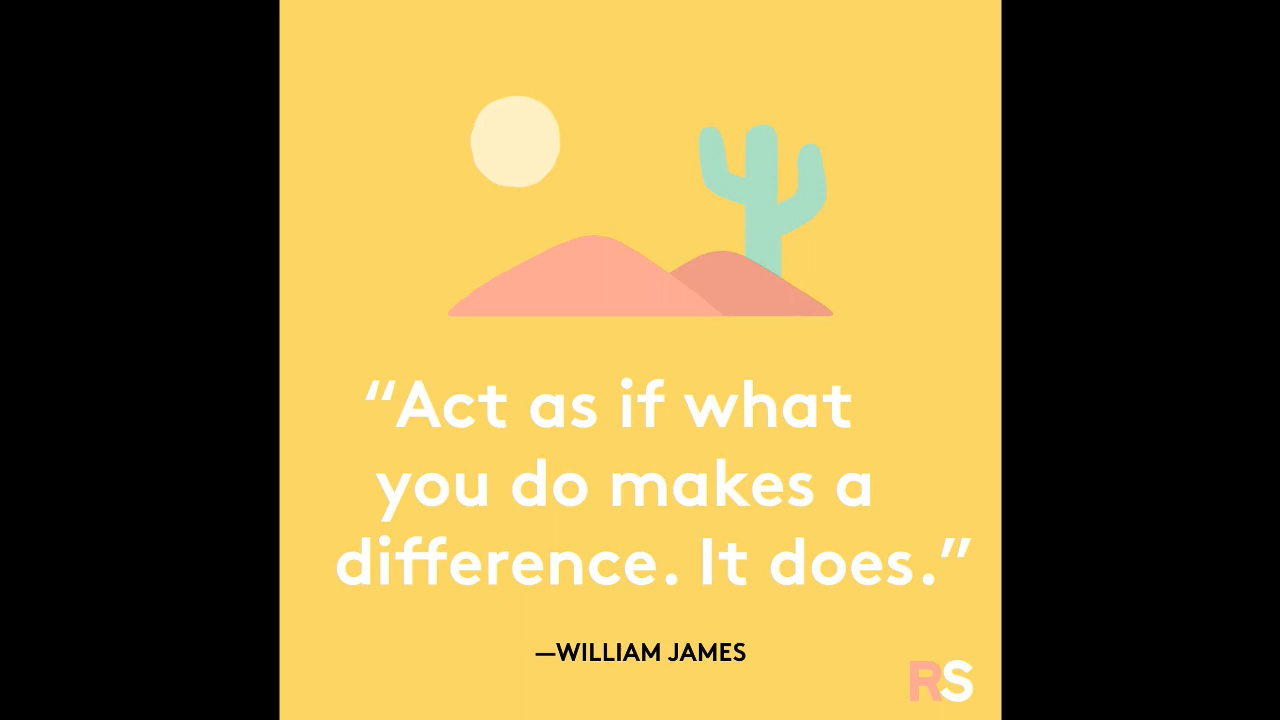 “Act as if what
you do makes a
difference. It does.”
—WILLIAM JAMES
RS